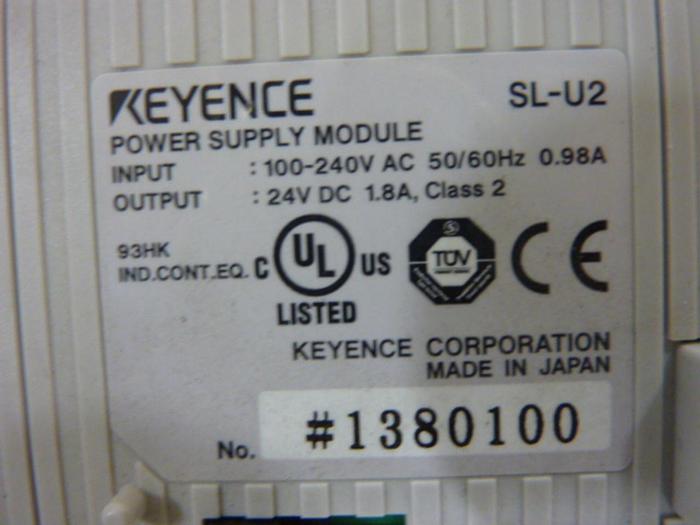 KEYENCE SL-U2
POWER SUPPLY MODULE
INPUT : 100-240V AC 50/60Hz 0.98A
OUTPUT : 24V DC 1.8A, Class 2
93HK
IND.CONT.EQ. C UL US
LISTED
TÜV
CE
KEYENCE CORPORATION
MADE IN JAPAN
No. #1380100